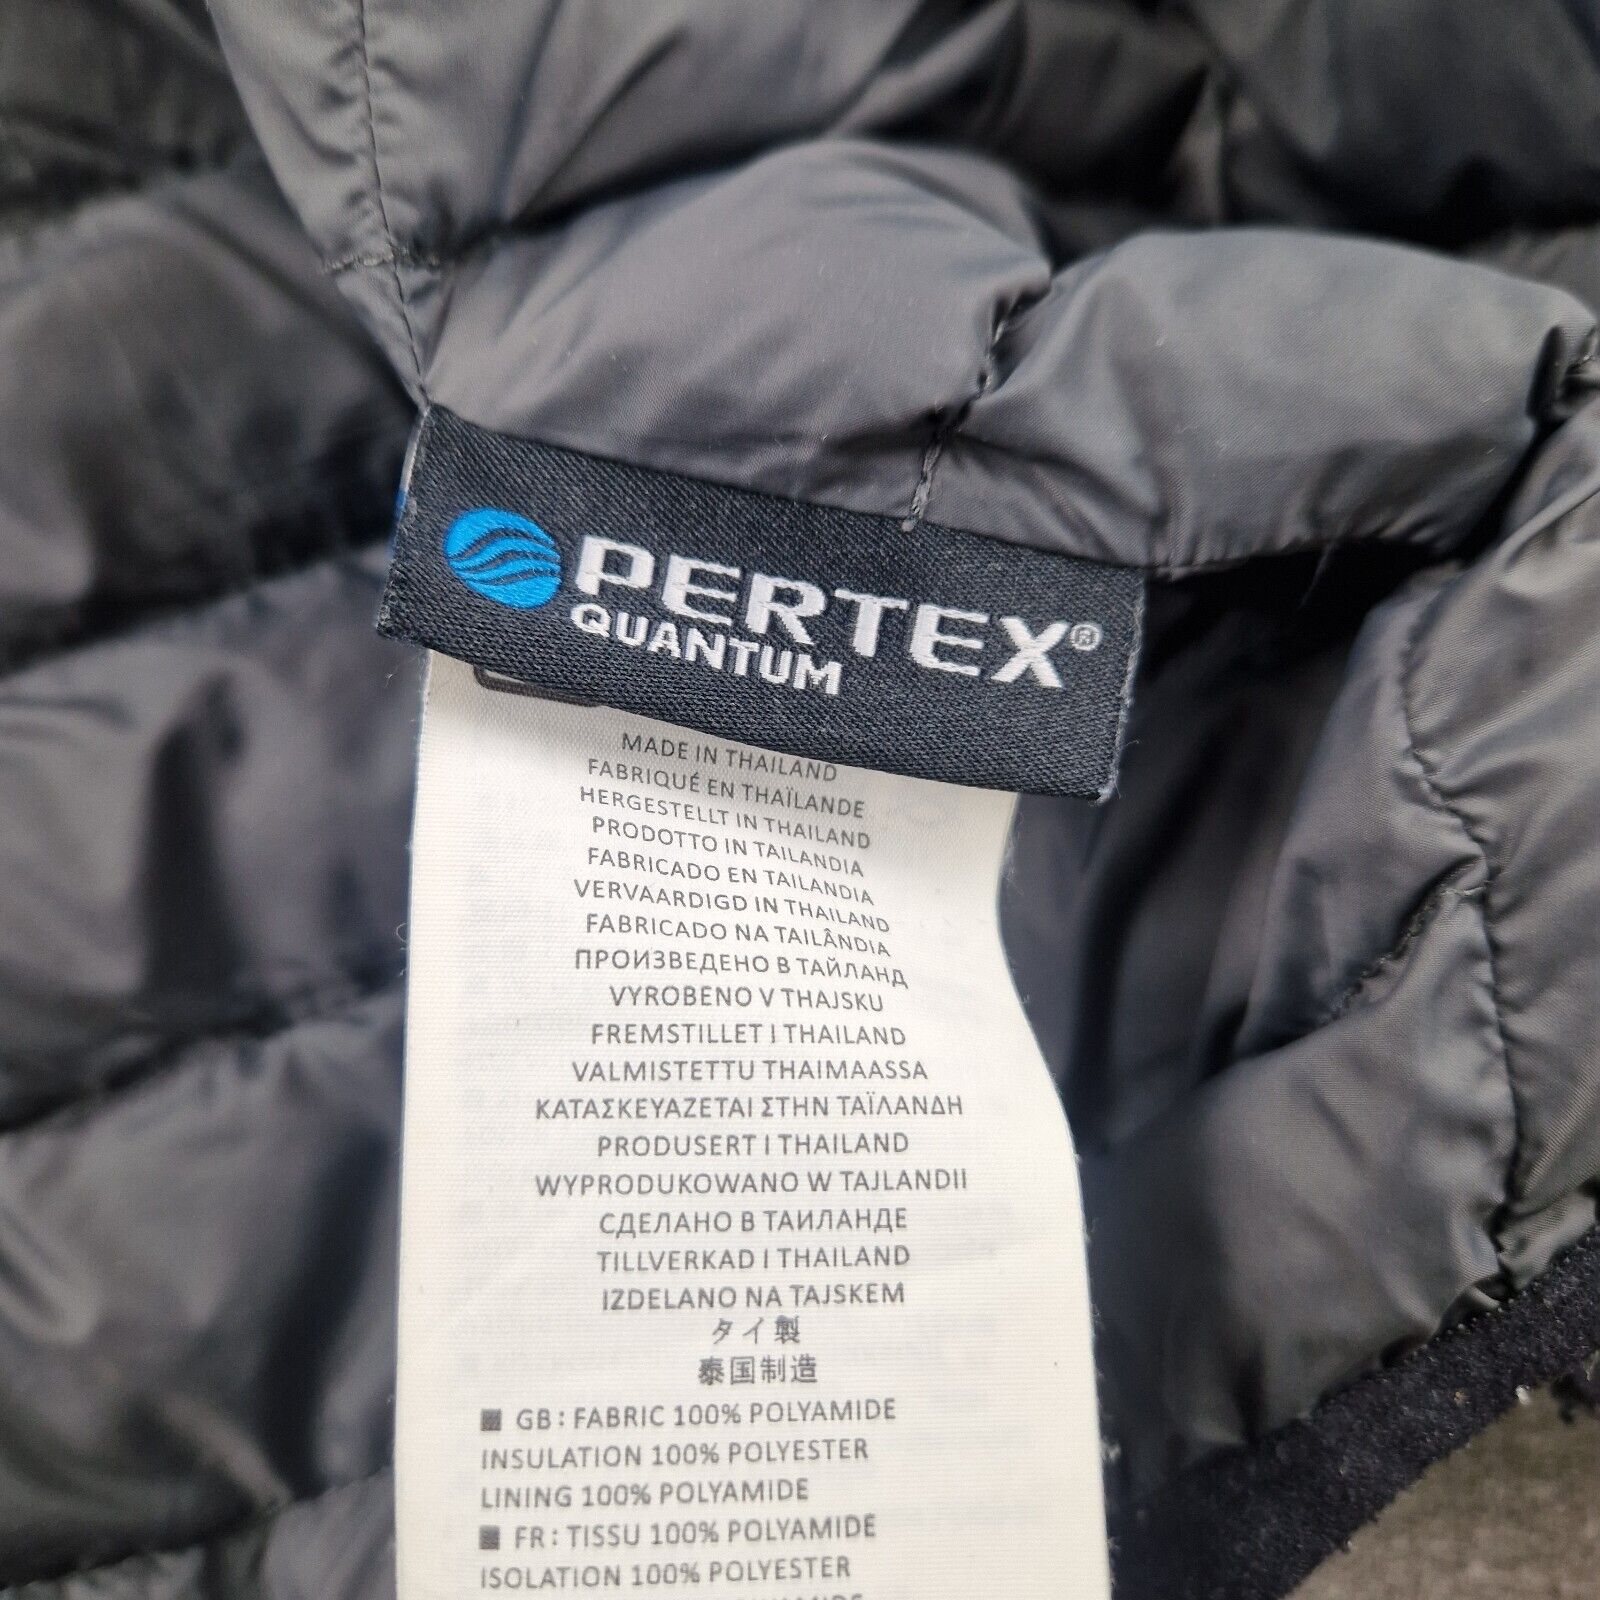 PERTEX®
QUANTUM
MADE IN THAILAND
FABRIQUÉ EN THAÏLANDE
HERGESTELLT IN THAILAND
PRODOTTO IN TAILANDIA
FABRICADO EN TAILANDIA
VERVAARDIGD IN THAILAND
FABRICADO NA TAILÂNDIA
ПРОИЗВЕДЕНО В ТАЙЛАНД
VYROBENO V THAJSKU
FREMSTILLET I THAILAND
VALMISTETTU THAIMAASSA
ΚΑΤΑΣΚΕΥΑΖΕΤΑΙ ΣΤΗΝ ΤΑΪΛΑΝΔΗ
PRODUSERT I THAILAND
WYPRODUKOWANO W TAJLANDII
СДЕЛАНО В ТАИЛАНДЕ
TILLVERKAD I THAILAND
IZDELANO NA TAJSKEM
タイ製
泰国制造
GB: FABRIC 100% POLYAMIDE
INSULATION 100% POLYESTER
LINING 100% POLYAMIDE
FR: TISSU 100% POLYAMIDE
ISOLATION 100% POLYESTER